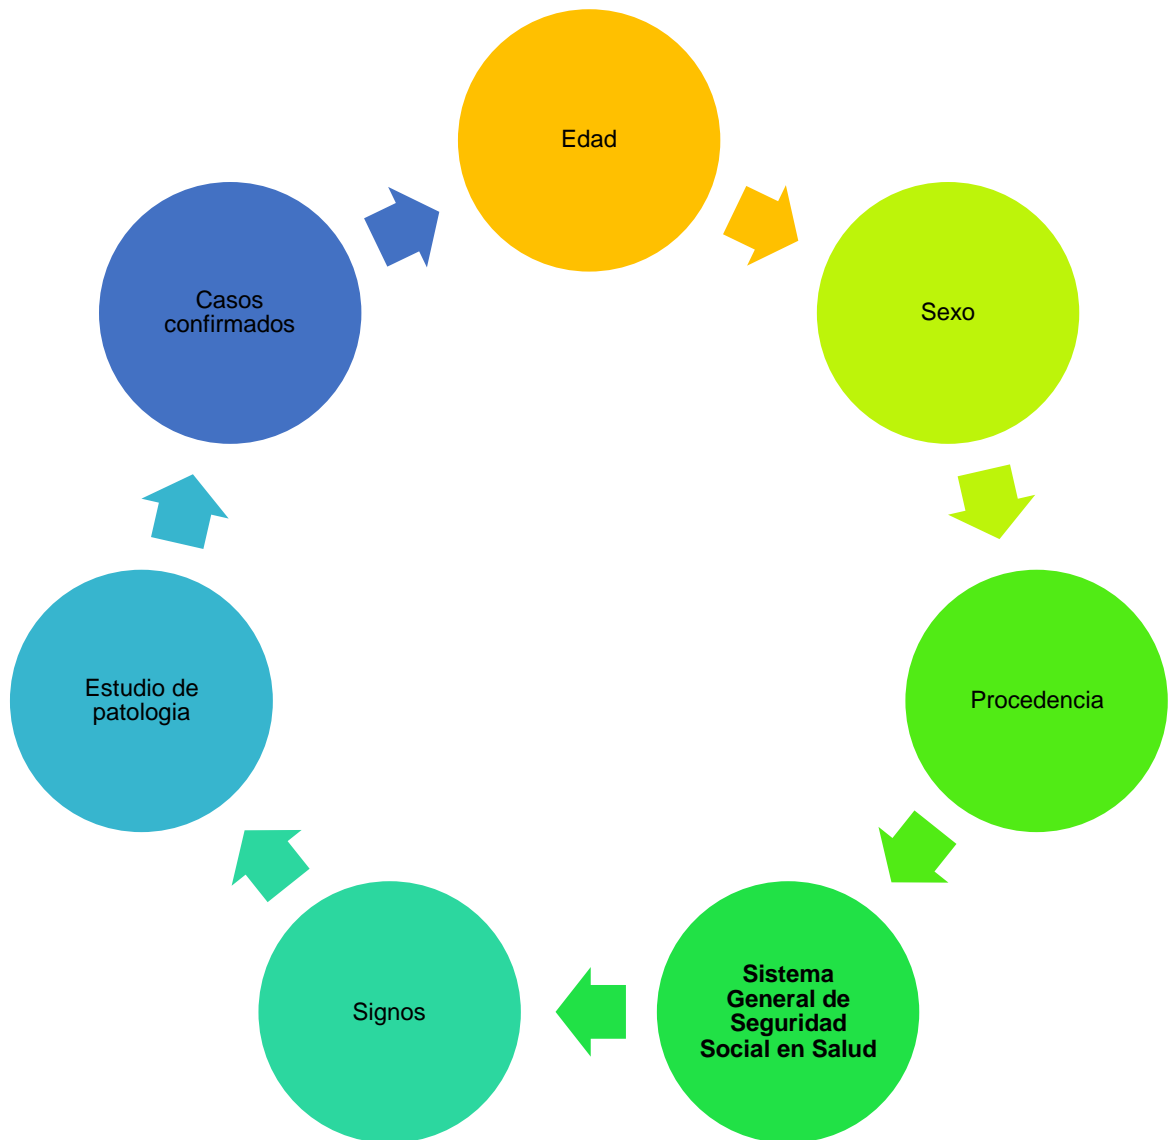 Edad
Sexo
Procedencia
Sistema
General de
Seguridad
Social en Salud
Signos
Estudio de
patologia
Casos
confirmados